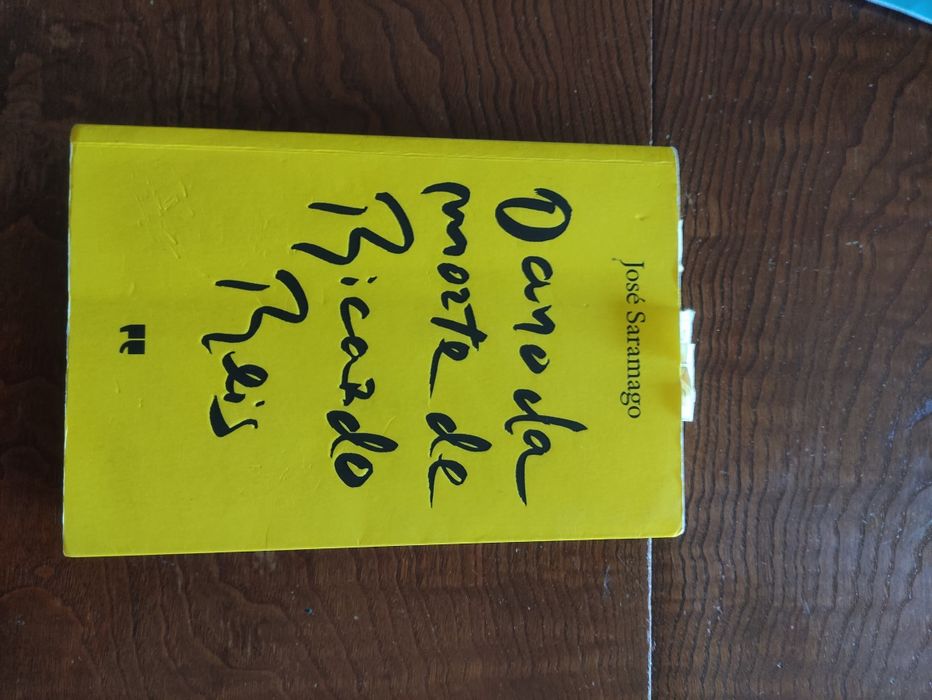 José Saramago
O ano da
morte de
Ricardo
Reis